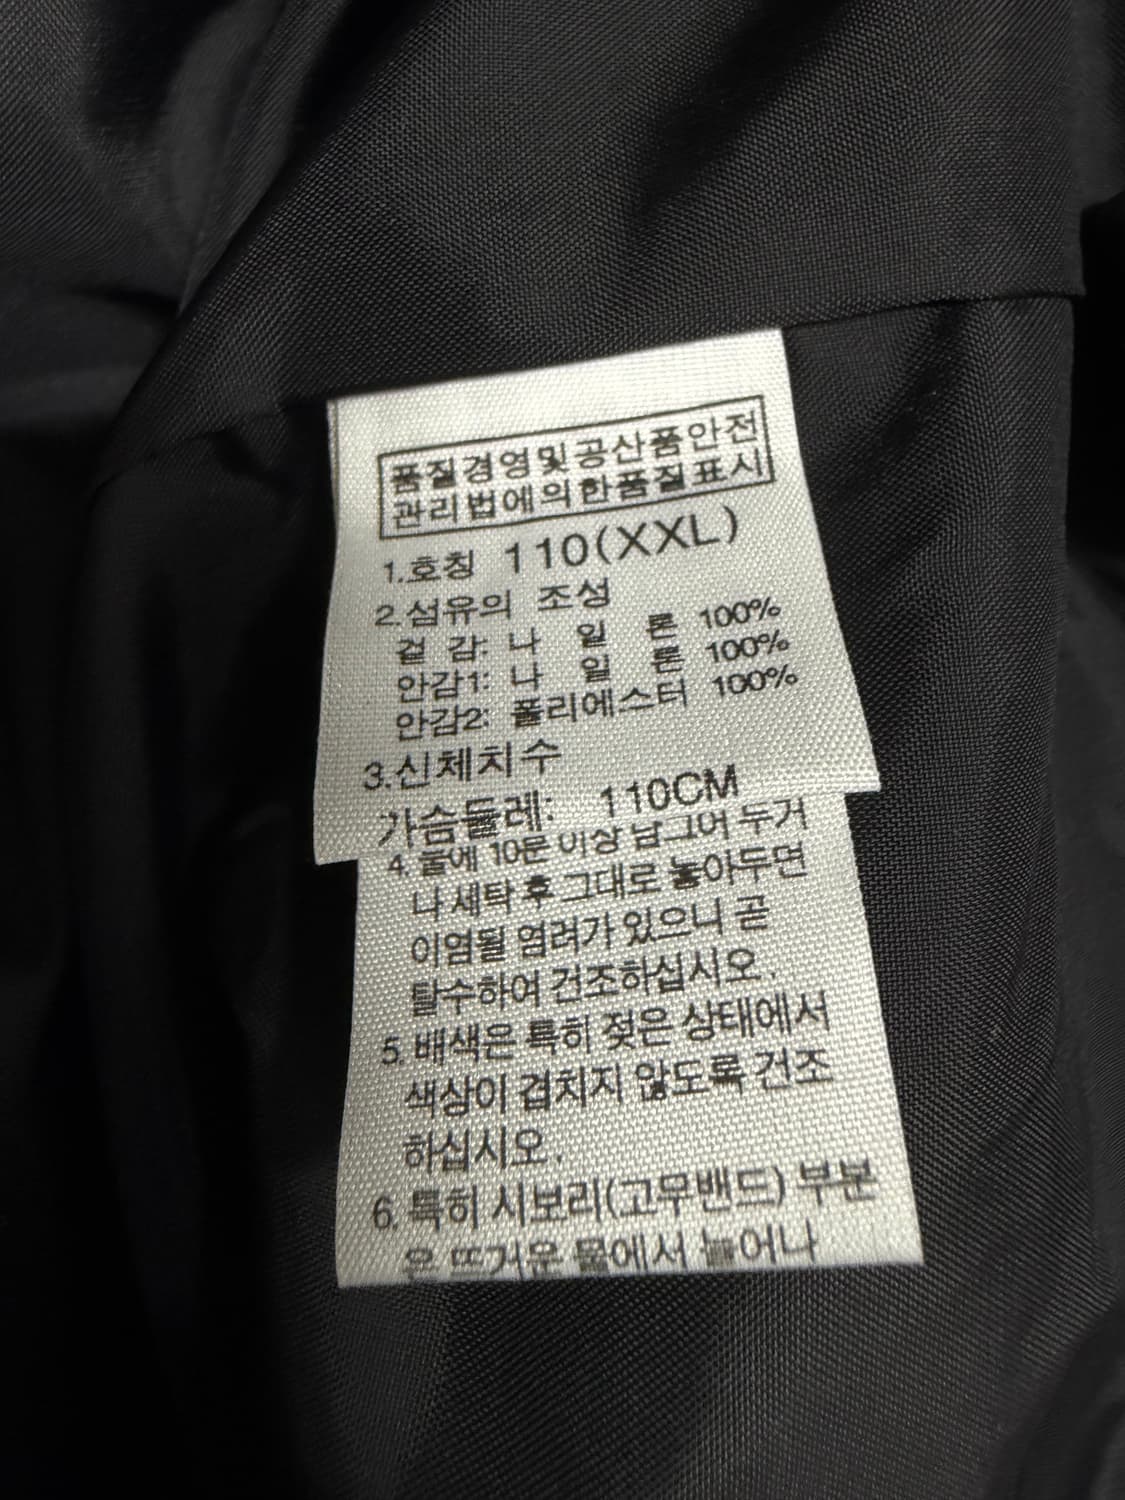 품질경영및공산품안전
관리법에의한품질표시
1.호칭 110(XXL)
2.섬유의 조성
겉 감: 나 일 론 100%
안감1: 나 일 론 100%
안감2: 폴리에스터 100%
3.신체치수
가슴둘레: 110CM
4. 물에 10분 이상 담그어 두거
나 세탁 후 그대로 놓아두면
이염될 염려가 있으니 곧
탈수하여 건조하십시오.
5. 배색은 특히 젖은 상태에서
색상이 겹치지 않도록 건조
하십시오.
6. 특히 시보리(고무밴드) 부분
은 뜨거운 물에서 늘어나